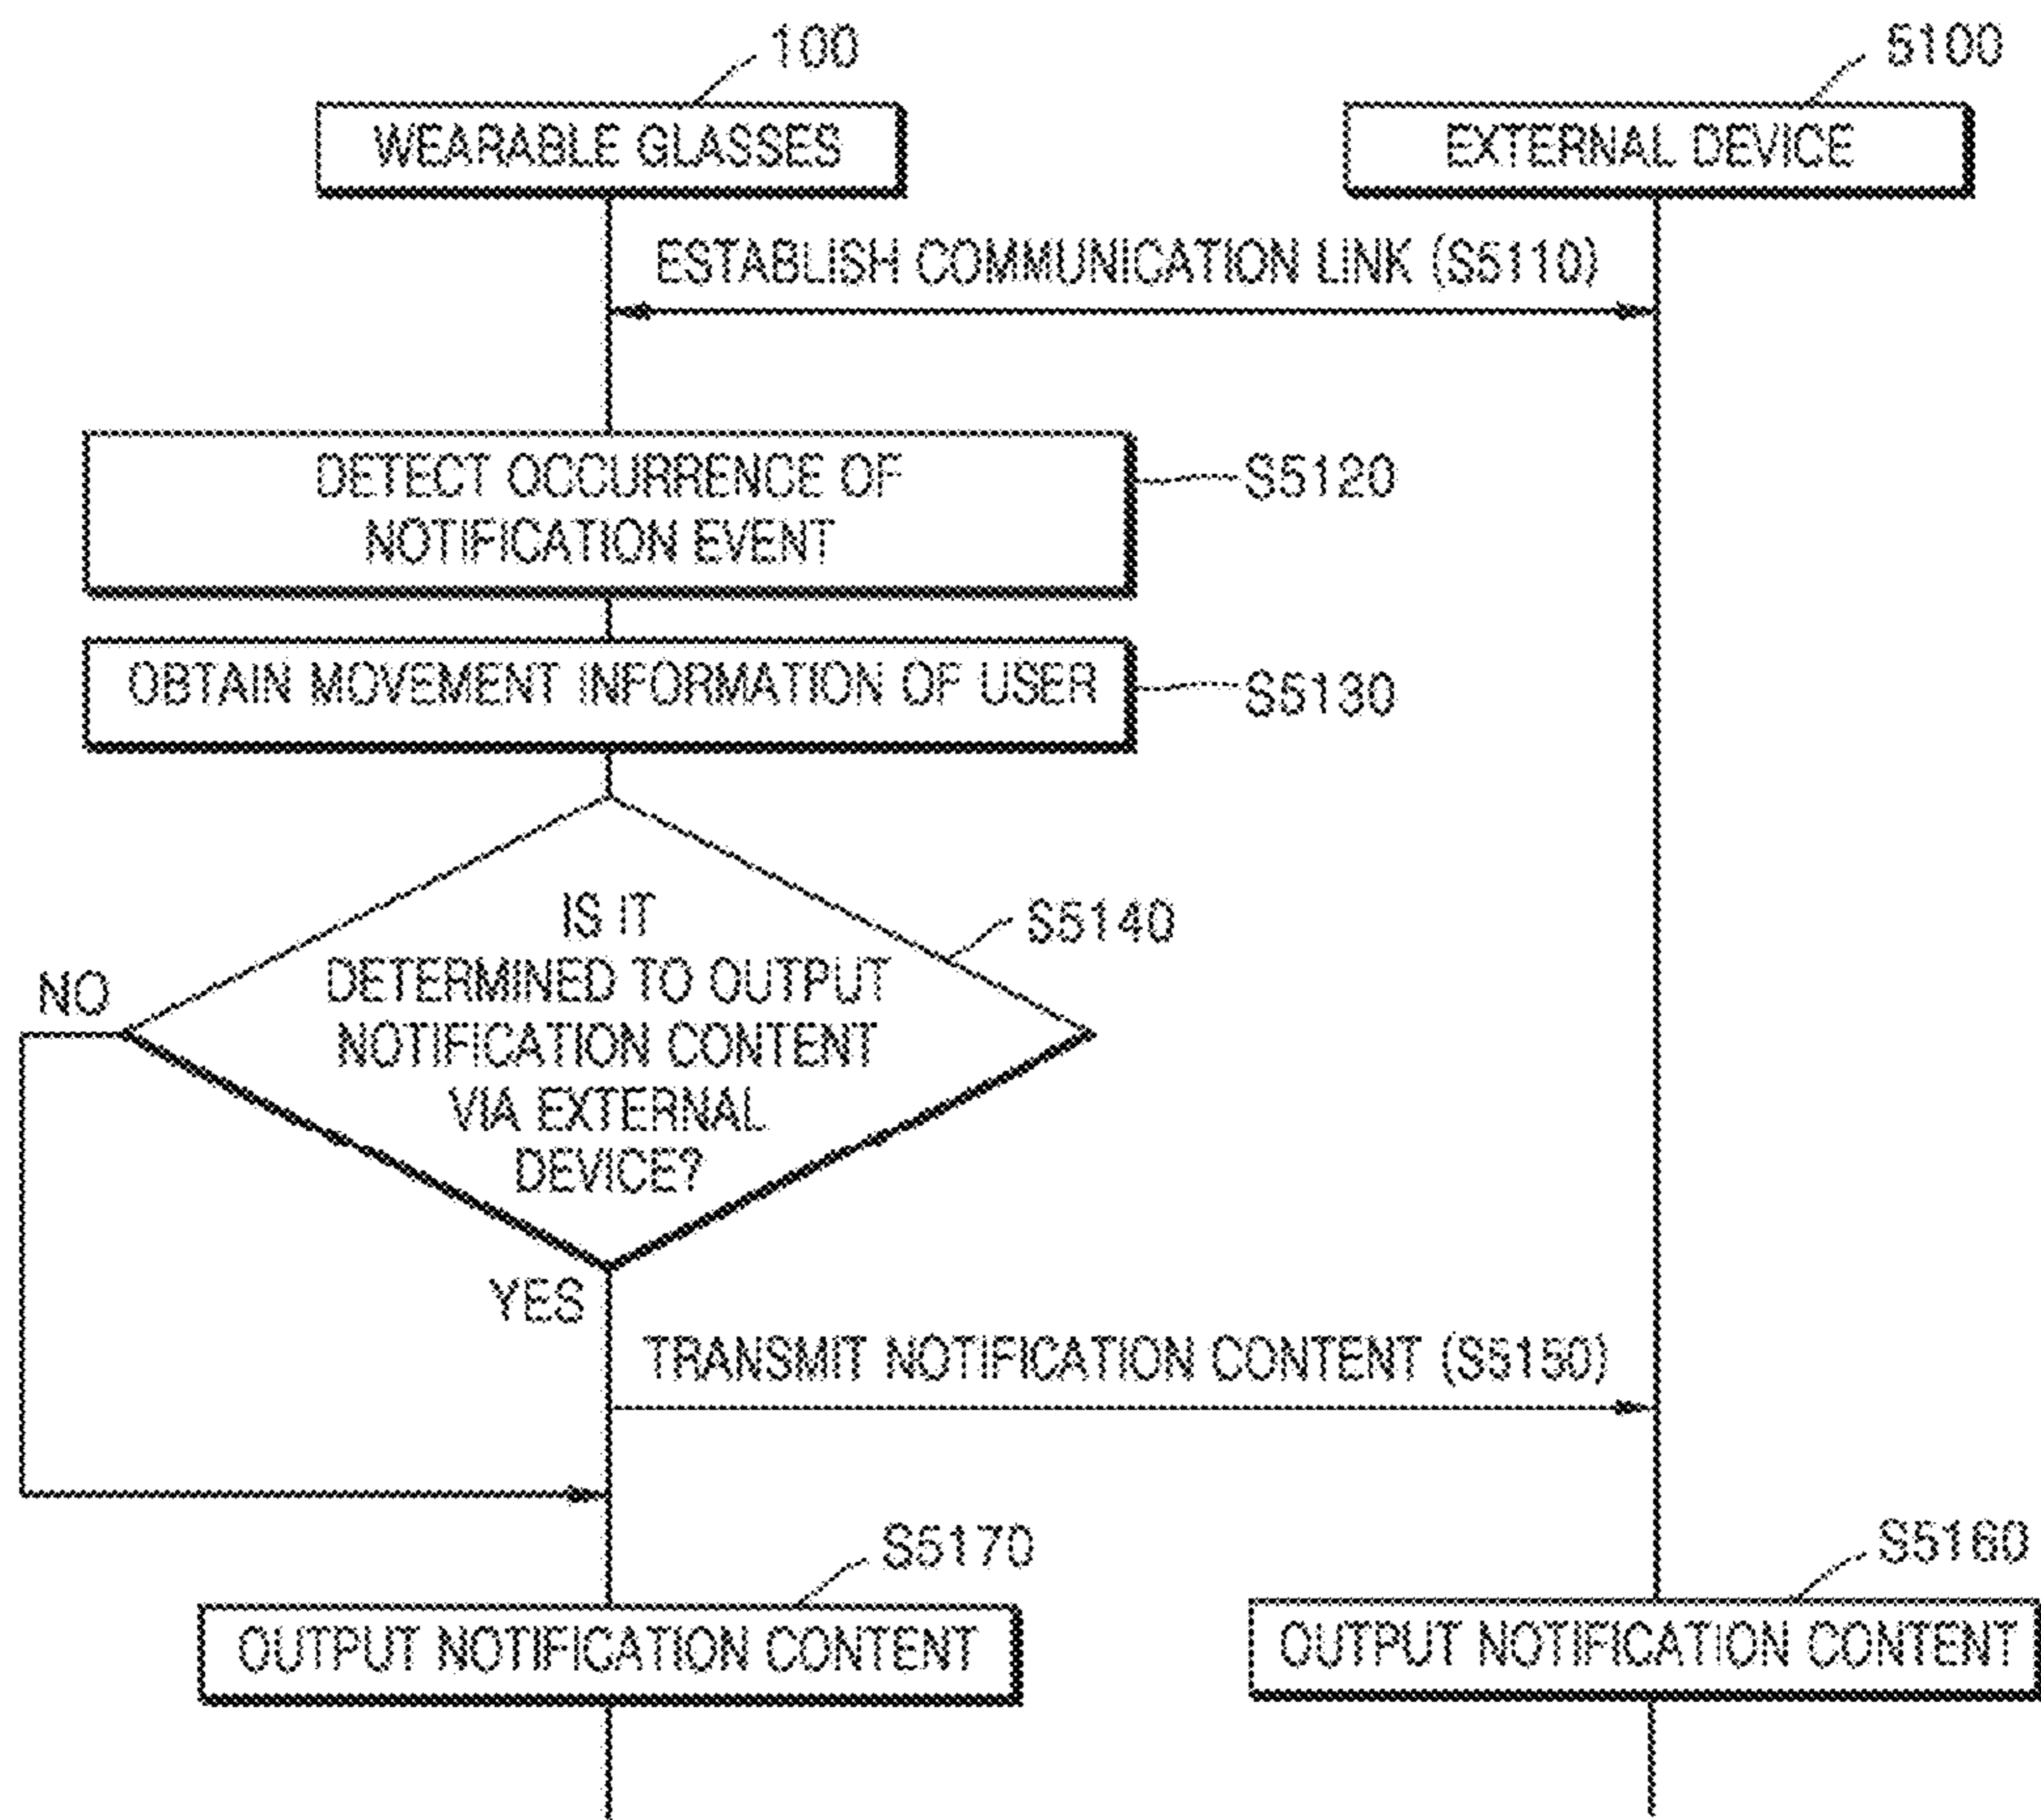 100
5100
WEARABLE GLASSES
EXTERNAL DEVICE
ESTABLISH COMMUNICATION LINK (S5110)
DETECT OCCURRENCE OF
NOTIFICATION EVENT
S5120
OBTAIN MOVEMENT INFORMATION OF USER
S5130
IS IT
DETERMINED TO OUTPUT
NOTIFICATION CONTENT
VIA EXTERNAL
DEVICE?
S5140
NO
YES
TRANSMIT NOTIFICATION CONTENT (S5150)
S5170
S5160
OUTPUT NOTIFICATION CONTENT
OUTPUT NOTIFICATION CONTENT